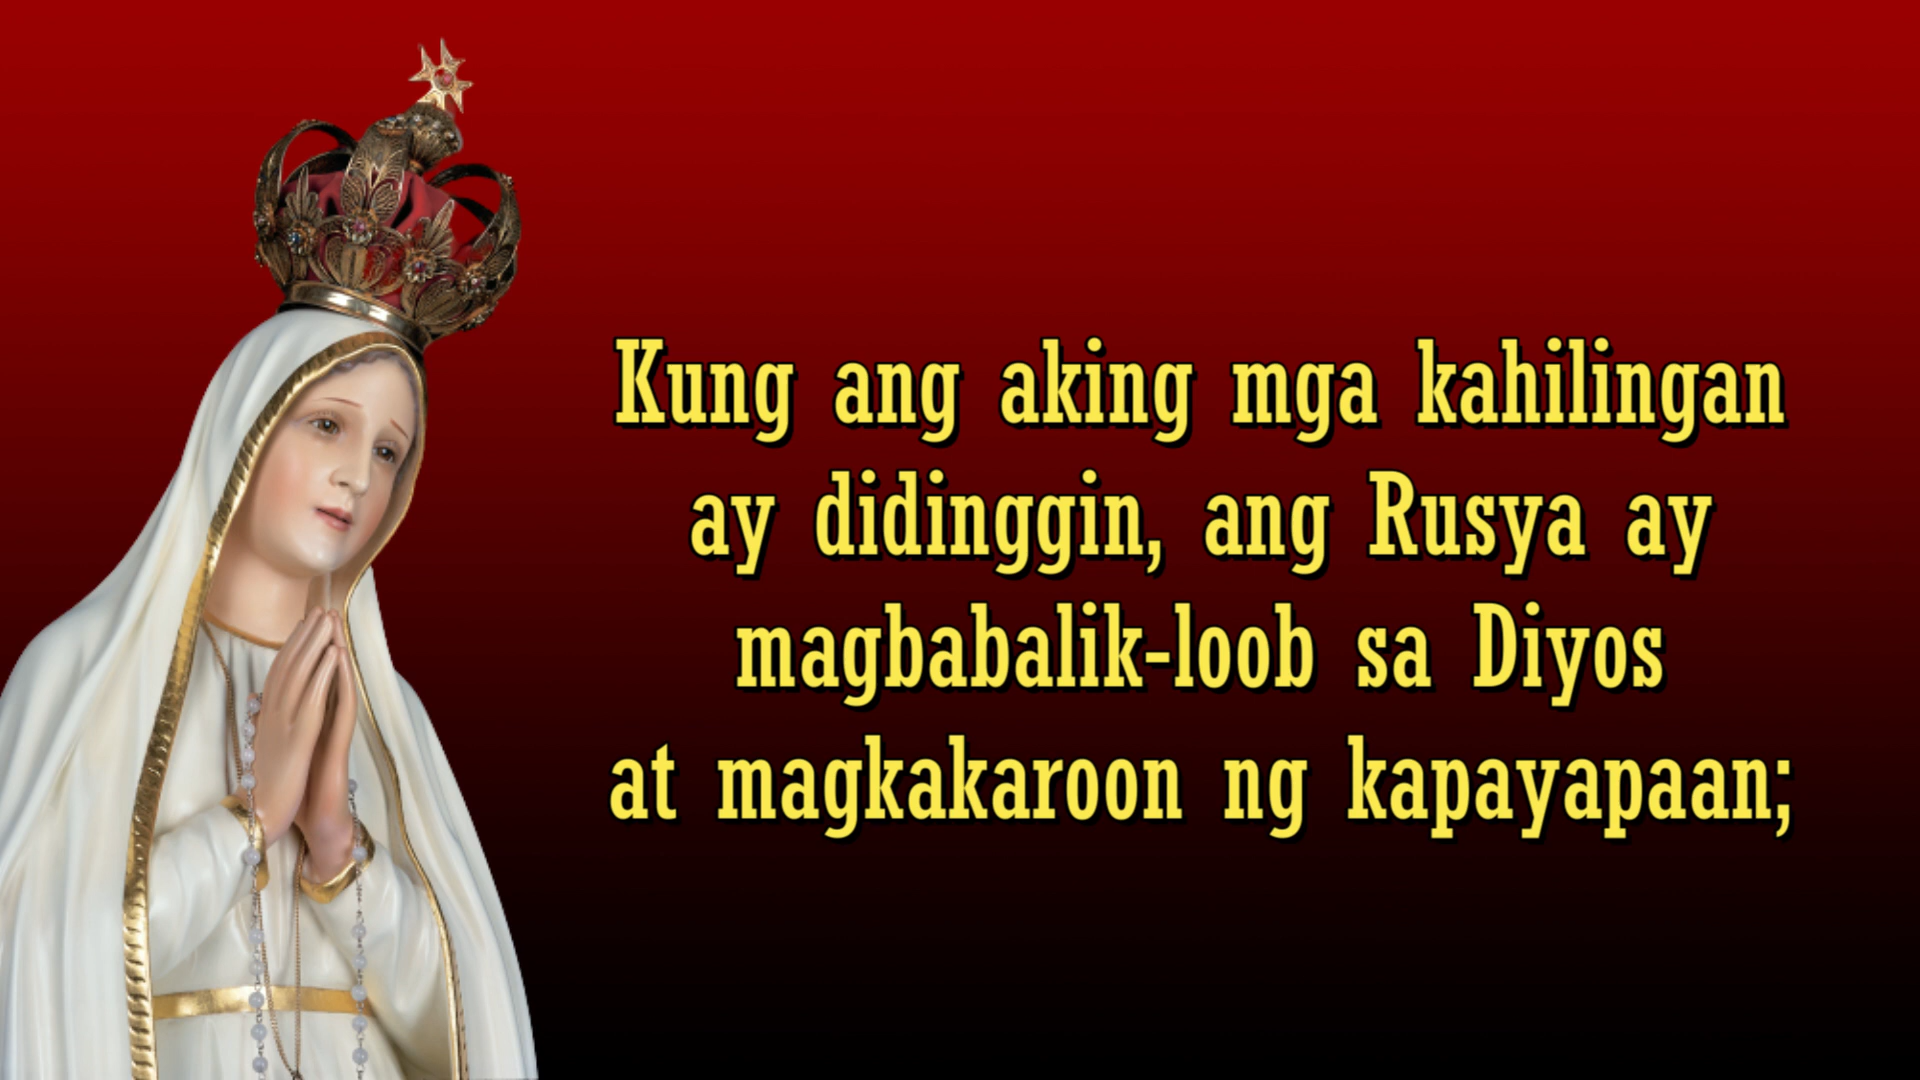 Kung ang aking mga kahilingan
ay didinggin, ang Rusya ay
magbabalik-loob sa Diyos
at magkakaroon ng kapayapaan;